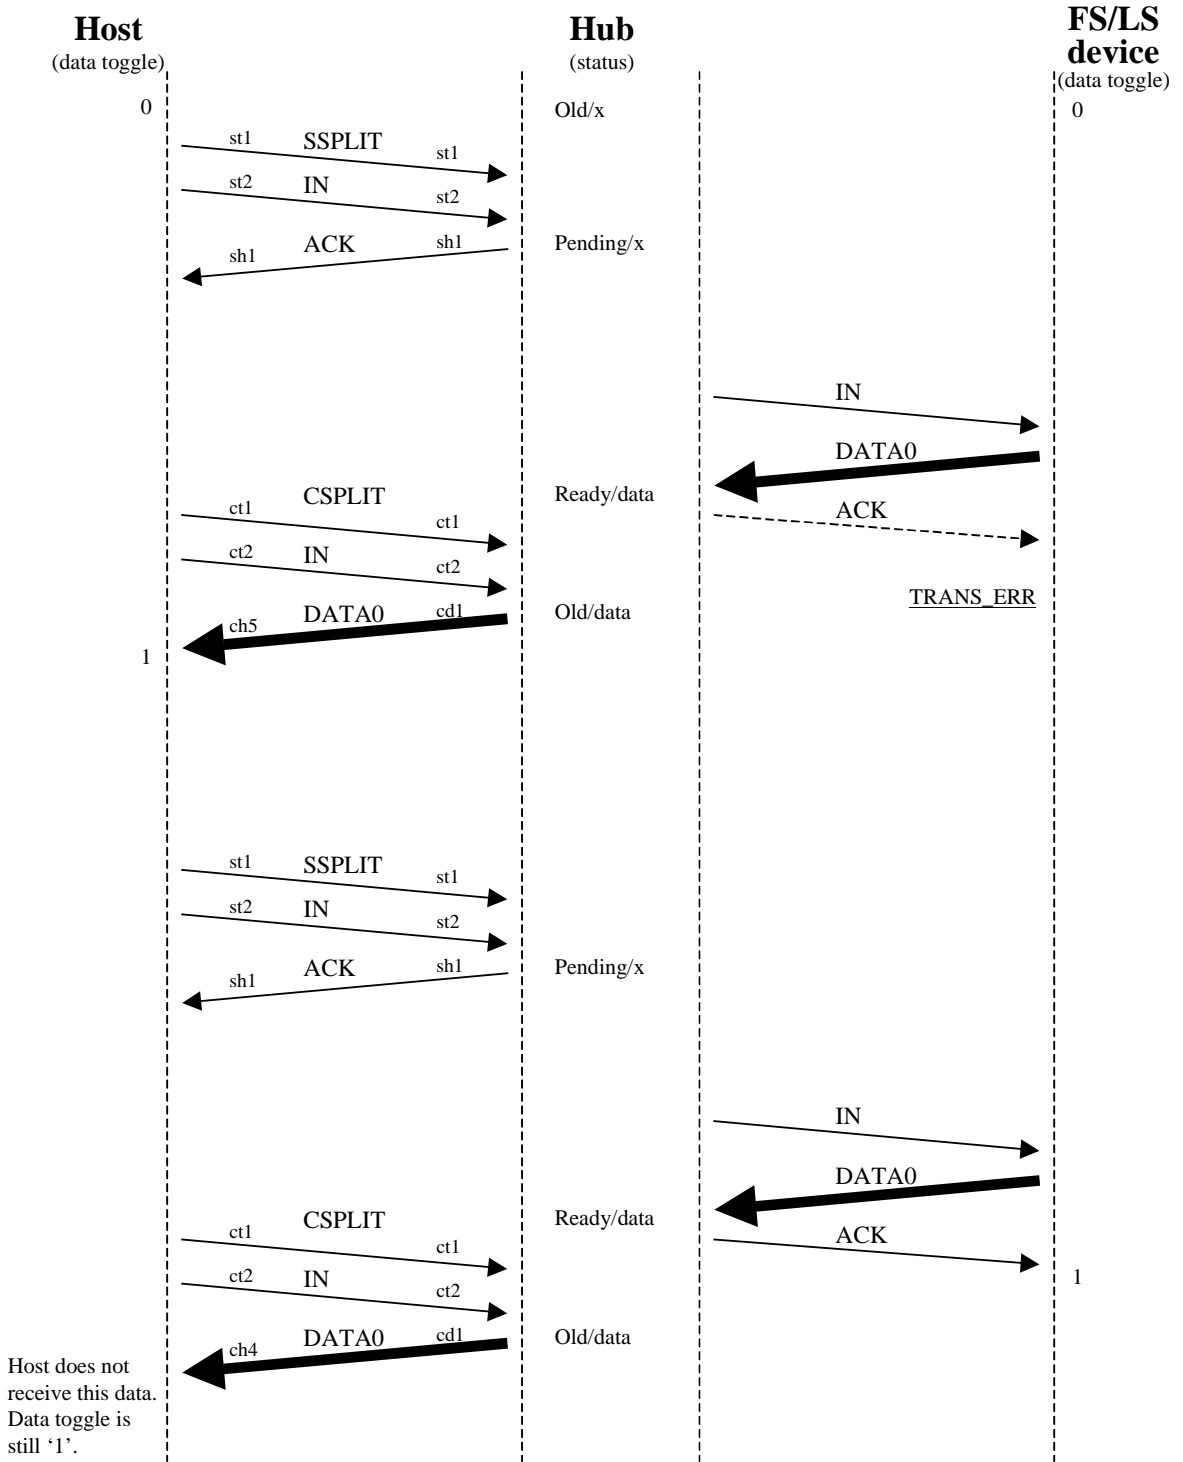 Host
(data toggle)
Hub
(status)
FS/LS
device
(data toggle)
0
Old/x
0
st1 SSPLIT st1
st2 IN st2
ACK sh1 Pending/x
sh1
IN
DATA0
CSPLIT Ready/data
ct1 ct1 ACK
ct2 IN ct2
TRANS_ERR
DATA0 cd1 Old/data
ch5
1
st1 SSPLIT st1
st2 IN st2
ACK sh1 Pending/x
sh1
IN
DATA0
CSPLIT Ready/data
ct1 ct1 ACK
ct2 IN ct2 1
DATA0 cd1 Old/data
ch4
Host does not
receive this data.
Data toggle is
still ‘1’.